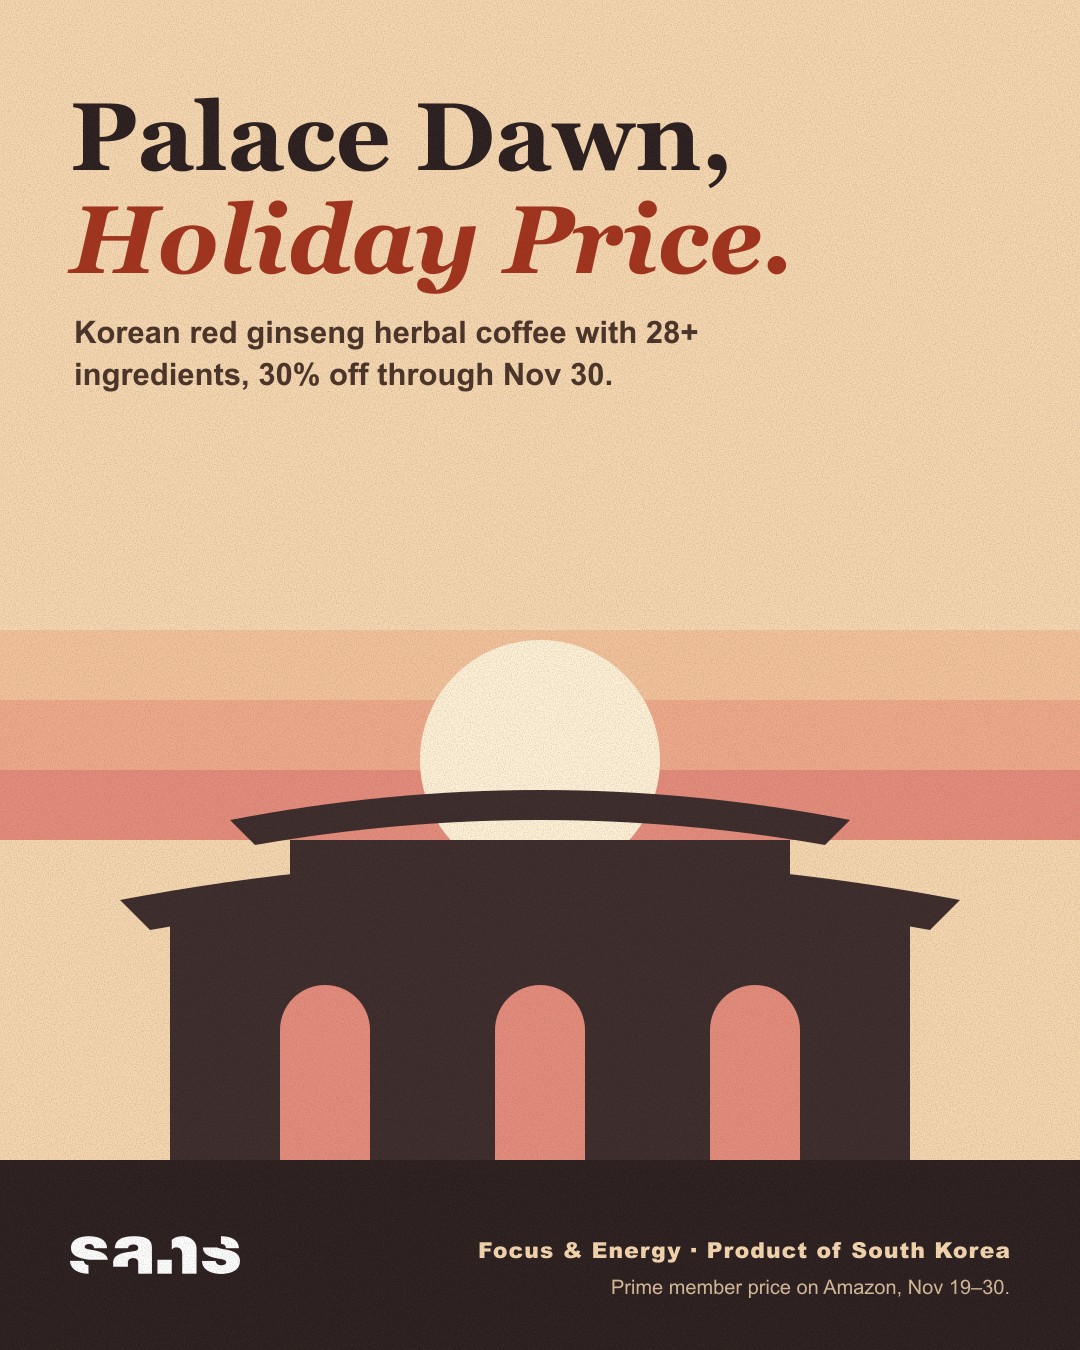 Palace Dawn,
Holiday Price.
Korean red ginseng herbal coffee with 28+
ingredients, 30% off through Nov 30.
sans
Focus & Energy · Product of South Korea
Prime member price on Amazon, Nov 19–30.